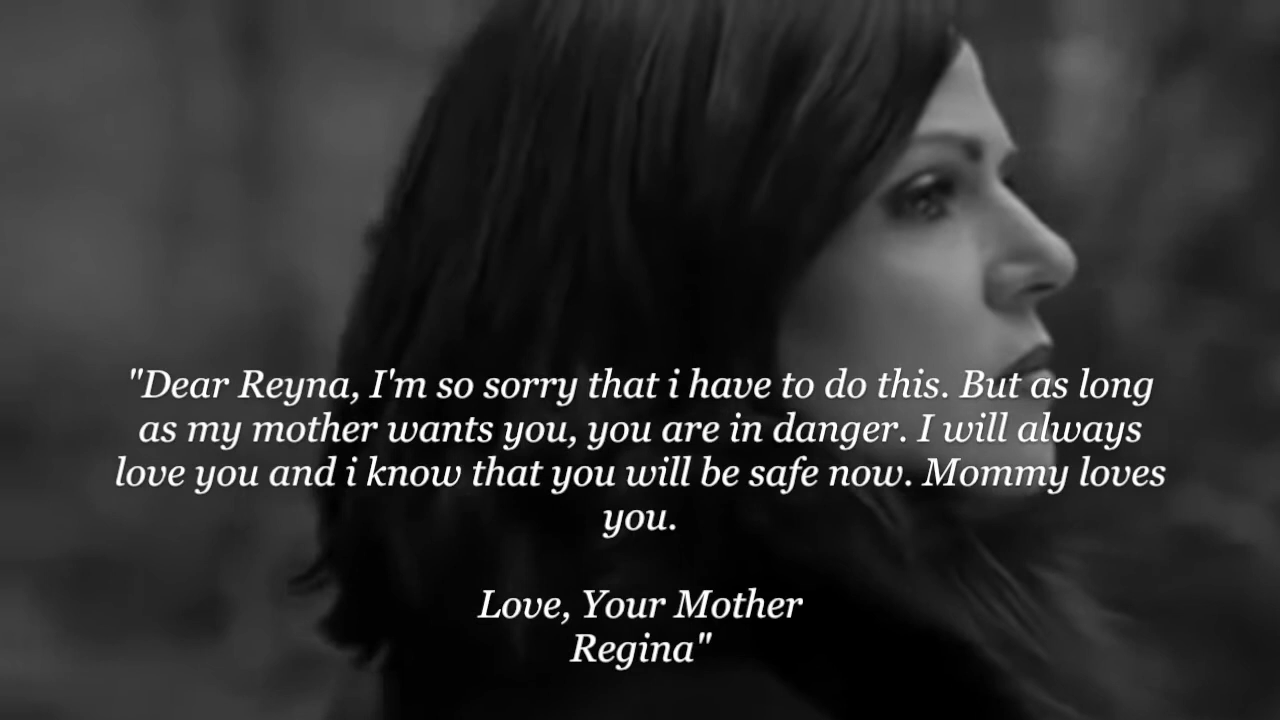 "Dear Reyna, I'm so sorry that i have to do this. But as long
as my mother wants you, you are in danger. I will always
love you and i know that you will be safe now. Mommy loves
you.
Love, Your Mother
Regina"